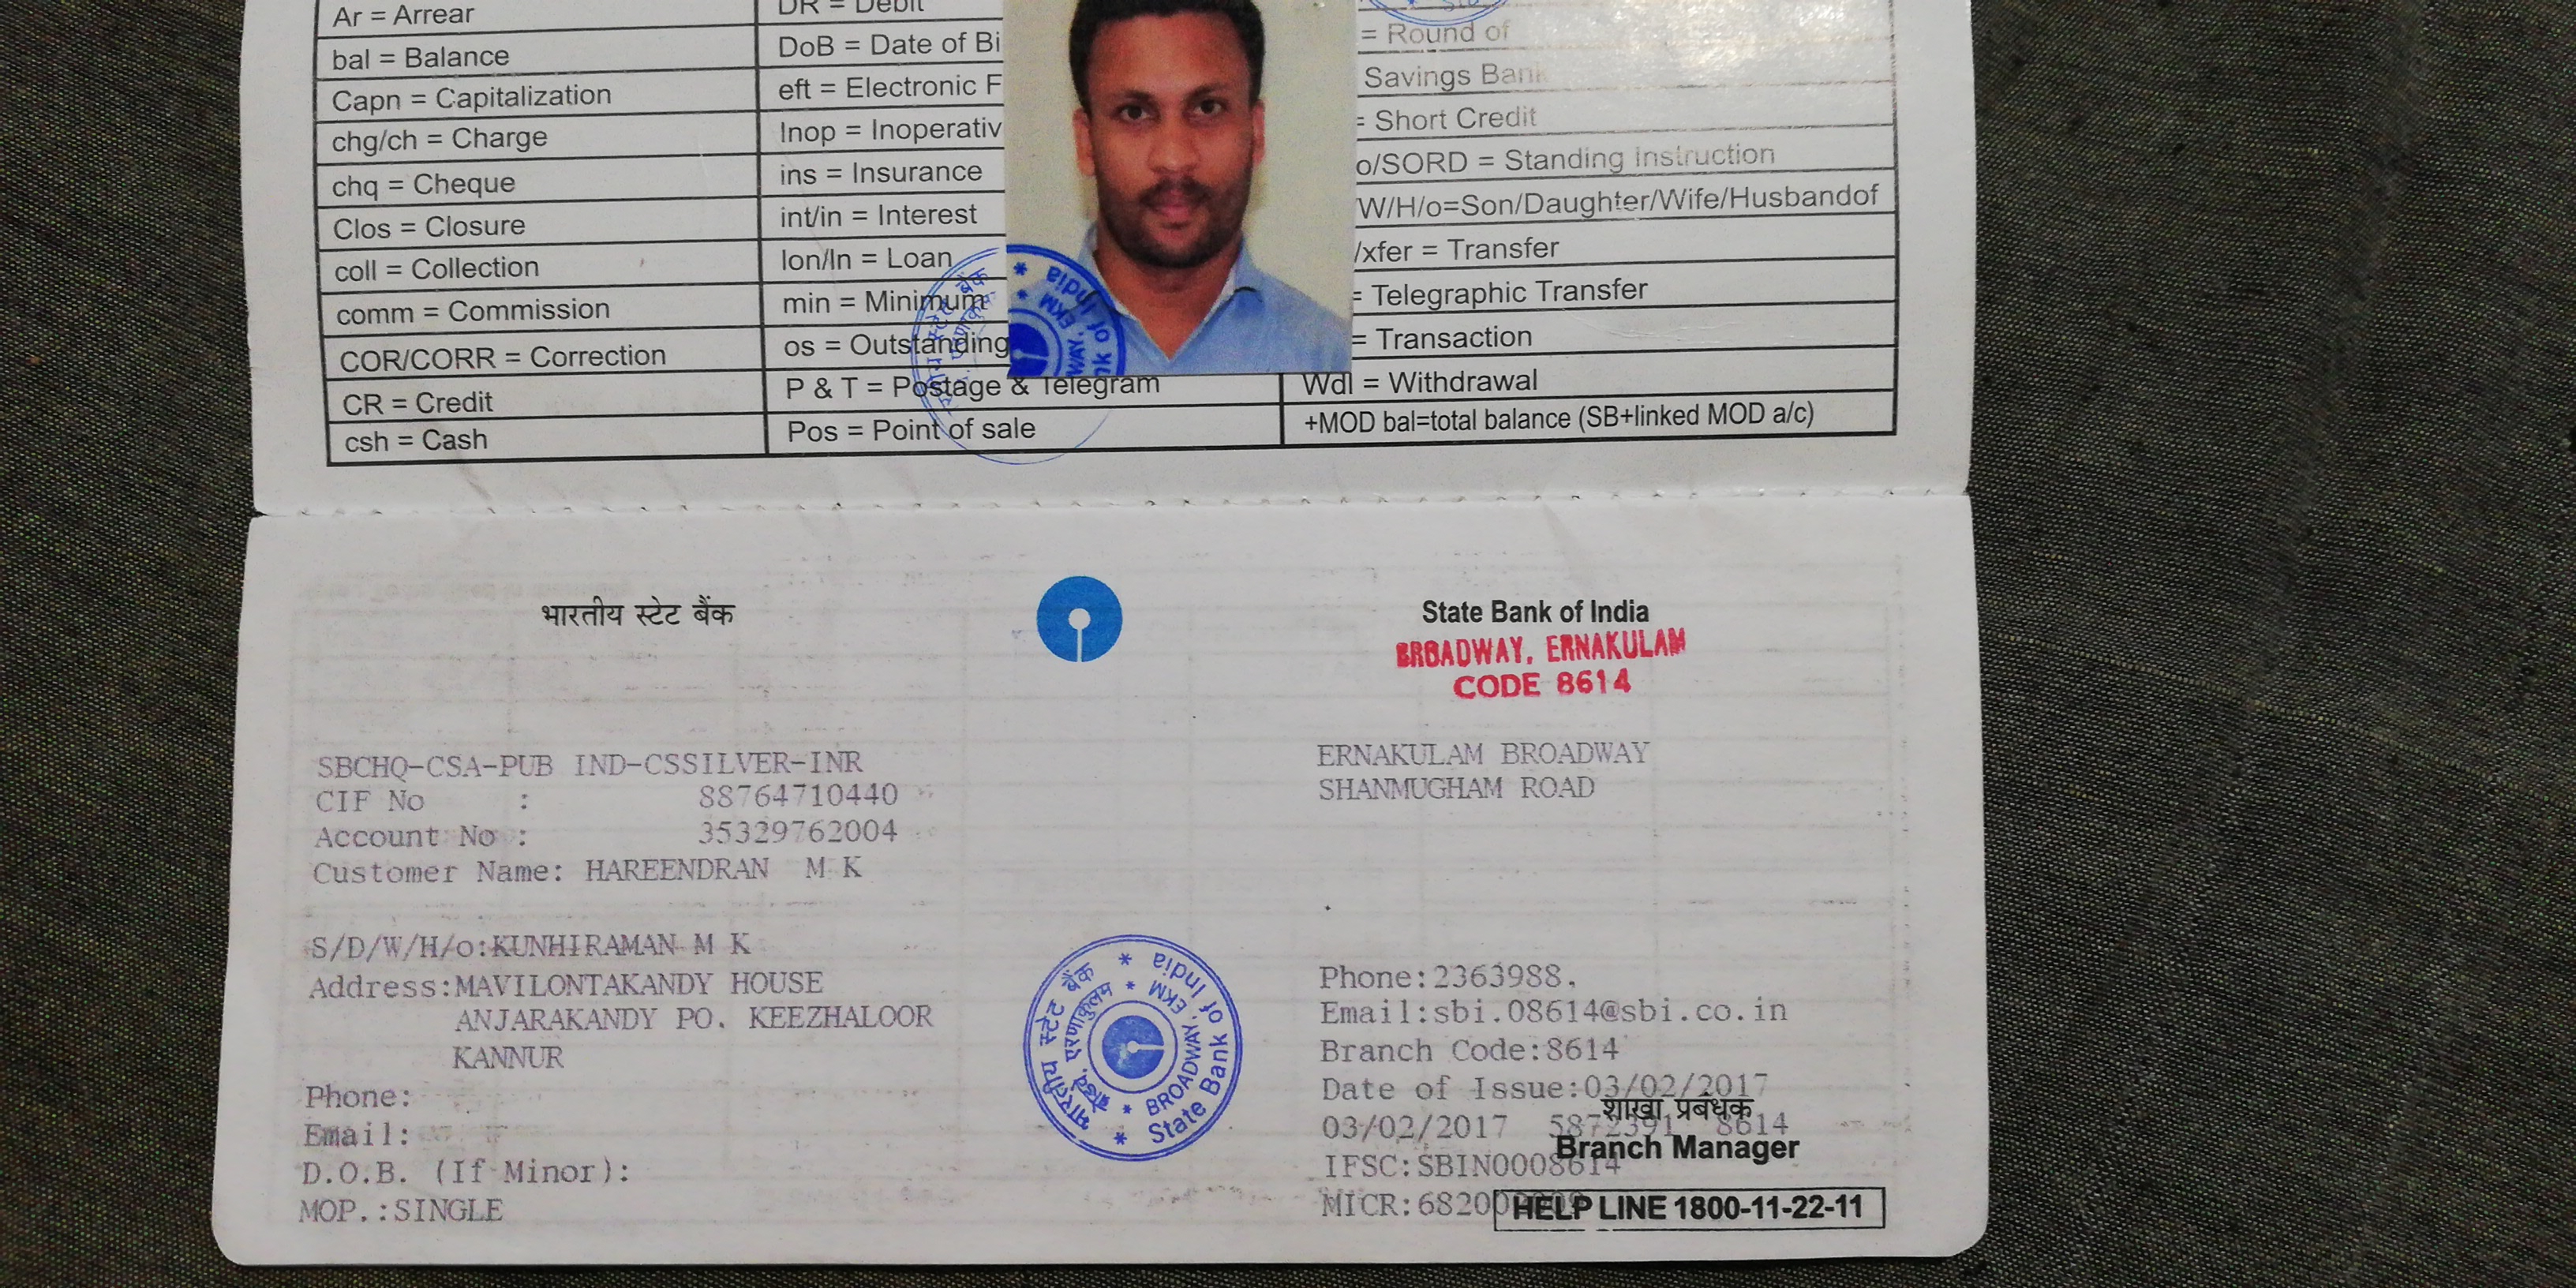 Ar = Arrear
bal = Balance
Capn = Capitalization
chg/ch = Charge
chq = Cheque
Clos = Closure
coll = Collection
comm = Commission
COR/CORR = Correction
CR = Credit
csh = Cash
DR = Debit
DoB = Date of Bi
eft = Electronic F
Inop = Inoperativ
ins = Insurance
int/in = Interest
lon/ln = Loan
min = Minimum
os = Outstanding
P & T = Postage & Telegram
Pos = Point of sale
= Round of
Savings Bank
= Short Credit
o/SORD = Standing Instruction
W/H/o=Son/Daughter/Wife/Husbandof
/xfer = Transfer
= Telegraphic Transfer
= Transaction
Wdl = Withdrawal
+MOD bal=total balance (SB+linked MOD a/c)
भारतीय स्टेट बैंक
State Bank of India
BROADWAY, ERNAKULAM
CODE 8614
SBCHQ-CSA-PUB IND-CSSILVER-INR
CIF No : 88764710440
Account No : 35329762004
Customer Name: HAREENDRAN M K
S/D/W/H/o:KUNHIRAMAN M K
Address:MAVILONTAKANDY HOUSE
ANJARAKANDY PO. KEEZHALOOR
KANNUR
Phone:
Email:
D.O.B. (If Minor):
MOP.:SINGLE
भारतीय स्टेट बैंक * State Bank of India *
एरणाकुलम * BROADWAY, EKM *
ERNAKULAM BROADWAY
SHANMUGHAM ROAD
Phone:2363988,
Email:sbi.08614@sbi.co.in
Branch Code:8614
Date of Issue:03/02/2017
शाखा प्रबंधक
03/02/2017 5872391 8614
Branch Manager
IFSC:SBIN0008614
MICR:68200
HELP LINE 1800-11-22-11